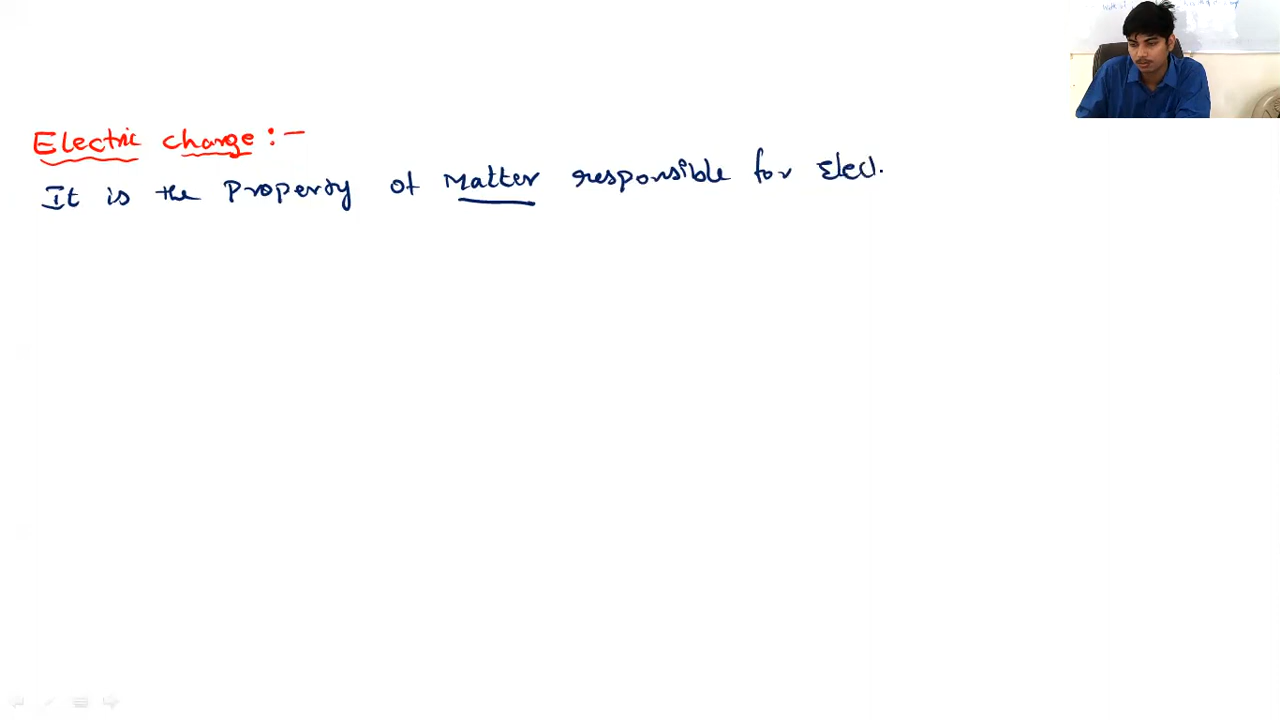 Electric charge :-
It is the Property of Matter responsible for Elec